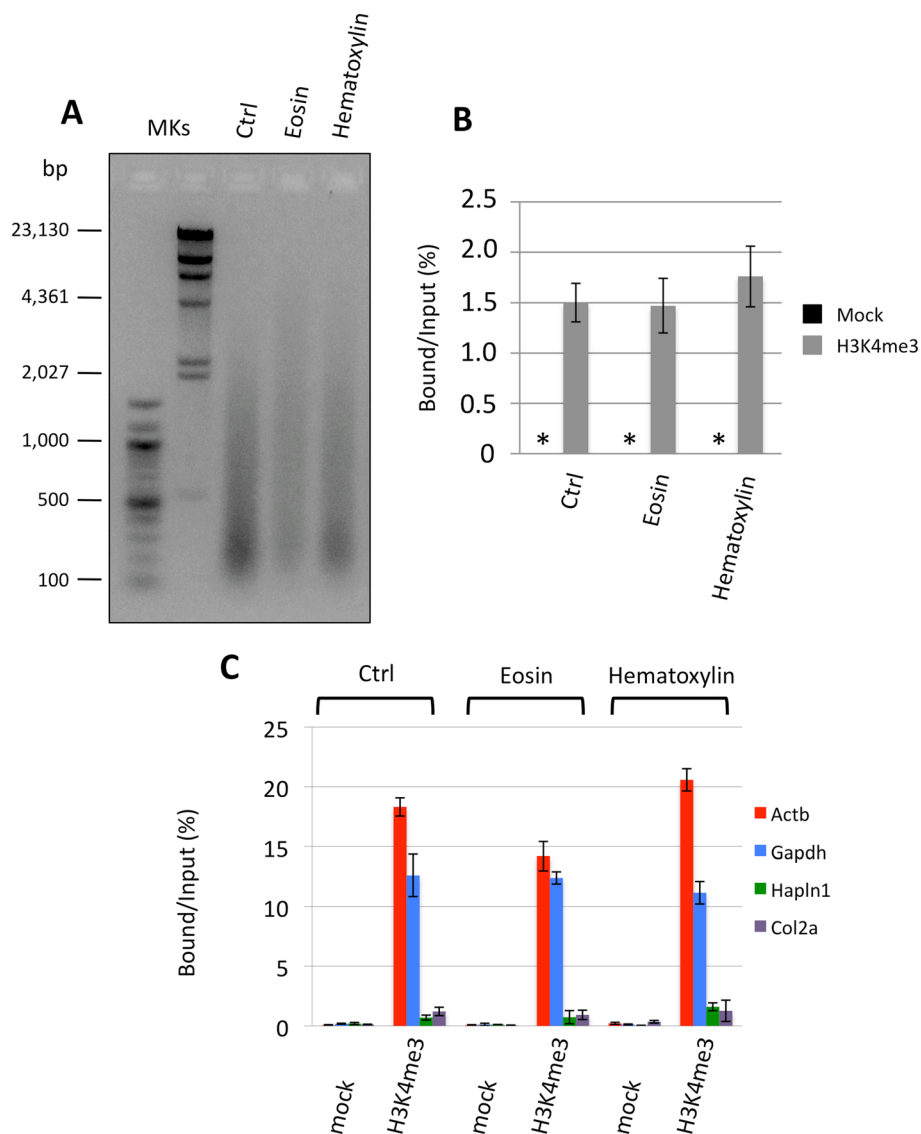 A
MKs
Ctrl
Eosin
Hematoxylin
bp
23,130
4,361
2,027
1,000
500
100
B
Bound/Input (%)
2.5
2.0
1.5
1.0
0.5
0
*
*
*
Ctrl
Eosin
Hematoxylin
Mock
H3K4me3
C
Ctrl
Eosin
Hematoxylin
Bound/Input (%)
25
20
15
10
5
0
mock
H3K4me3
mock
H3K4me3
mock
H3K4me3
Actb
Gapdh
Hapln1
Col2a